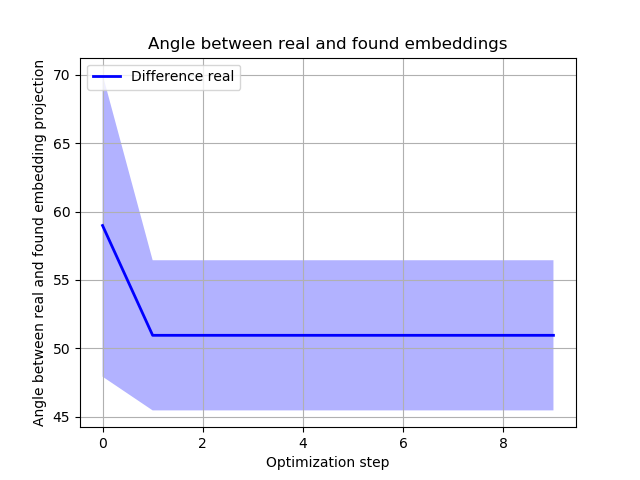 Angle between real and found embeddings
Difference real
Angle between real and found embedding projection
70
65
60
55
50
45
0 2 4 6 8
Optimization step